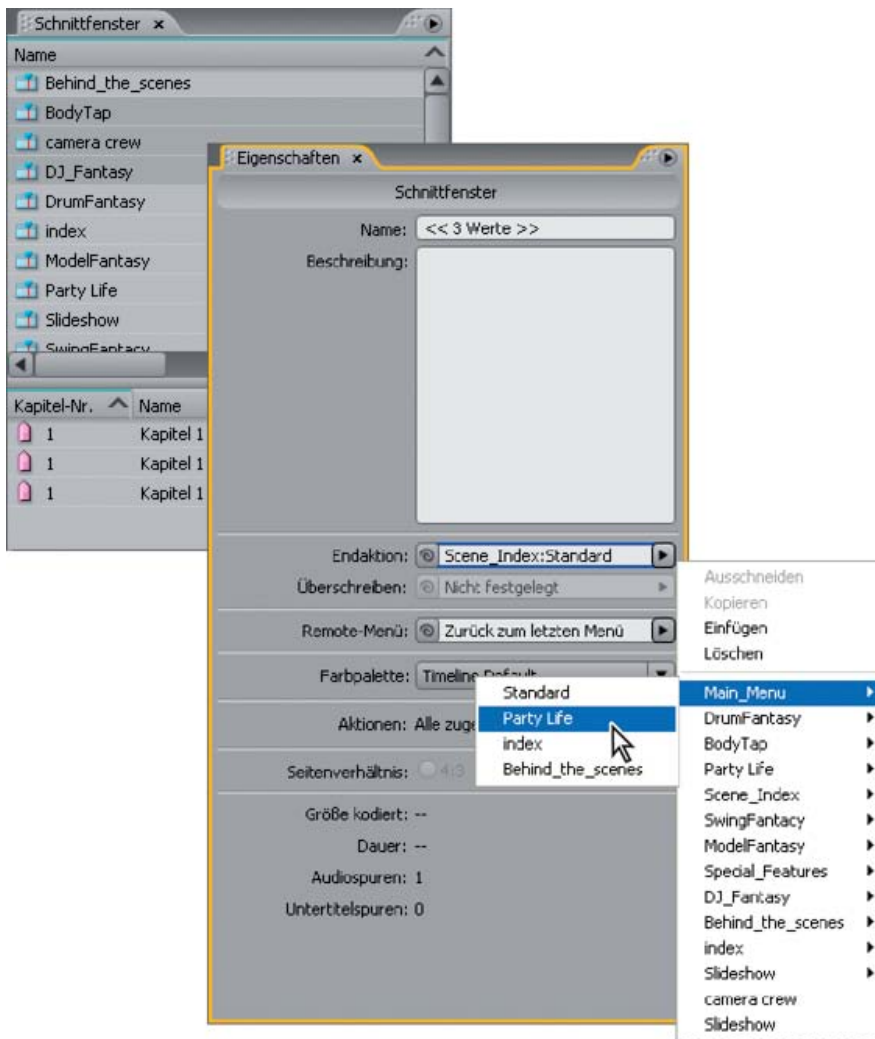 Schnittfenster x
Name
Behind_the_scenes
BodyTap
camera crew
DJ_Fantasy
DrumFantasy
index
ModelFantasy
Party Life
Slideshow
SwingFantacy
Kapitel-Nr. Name
1 Kapitel 1
1 Kapitel 1
1 Kapitel 1
Eigenschaften x
Schnittfenster
Name: << 3 Werte >>
Beschreibung:
Endaktion: Scene_Index:Standard
Überschreiben: Nicht festgelegt
Remote-Menü: Zurück zum letzten Menü
Farbpalette: Timeline Default
Aktionen: Alle zuge
Seitenverhältnis: 4:3
Größe kodiert: --
Dauer: --
Audiospuren: 1
Untertitelspuren: 0
Standard
Party Life
index
Behind_the_scenes
Ausschneiden
Kopieren
Einfügen
Löschen
Main_Menu
DrumFantasy
BodyTap
Party Life
Scene_Index
SwingFantacy
ModelFantasy
Special_Features
DJ_Fantasy
Behind_the_scenes
index
Slideshow
camera crew
Slideshow